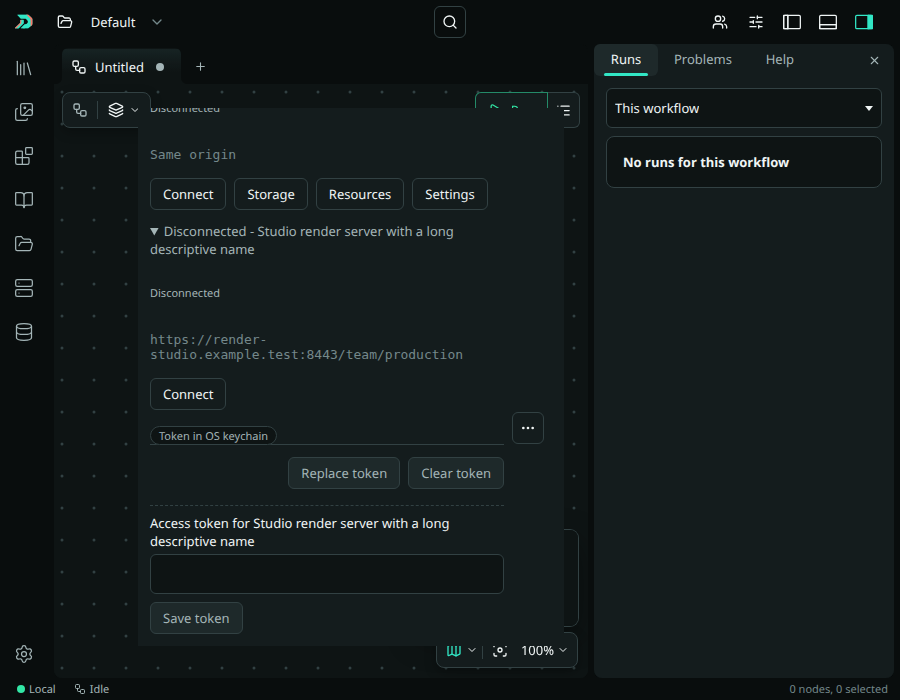 Default
Untitled
Disconnected
Same origin
Connect
Storage
Resources
Settings
Disconnected - Studio render server with a long
descriptive name
Disconnected
https://render-
studio.example.test:8443/team/production
Connect
Token in OS keychain
Replace token
Clear token
Access token for Studio render server with a long
descriptive name
Save token
100%
Runs
Problems
Help
This workflow
No runs for this workflow
Local
Idle
0 nodes, 0 selected